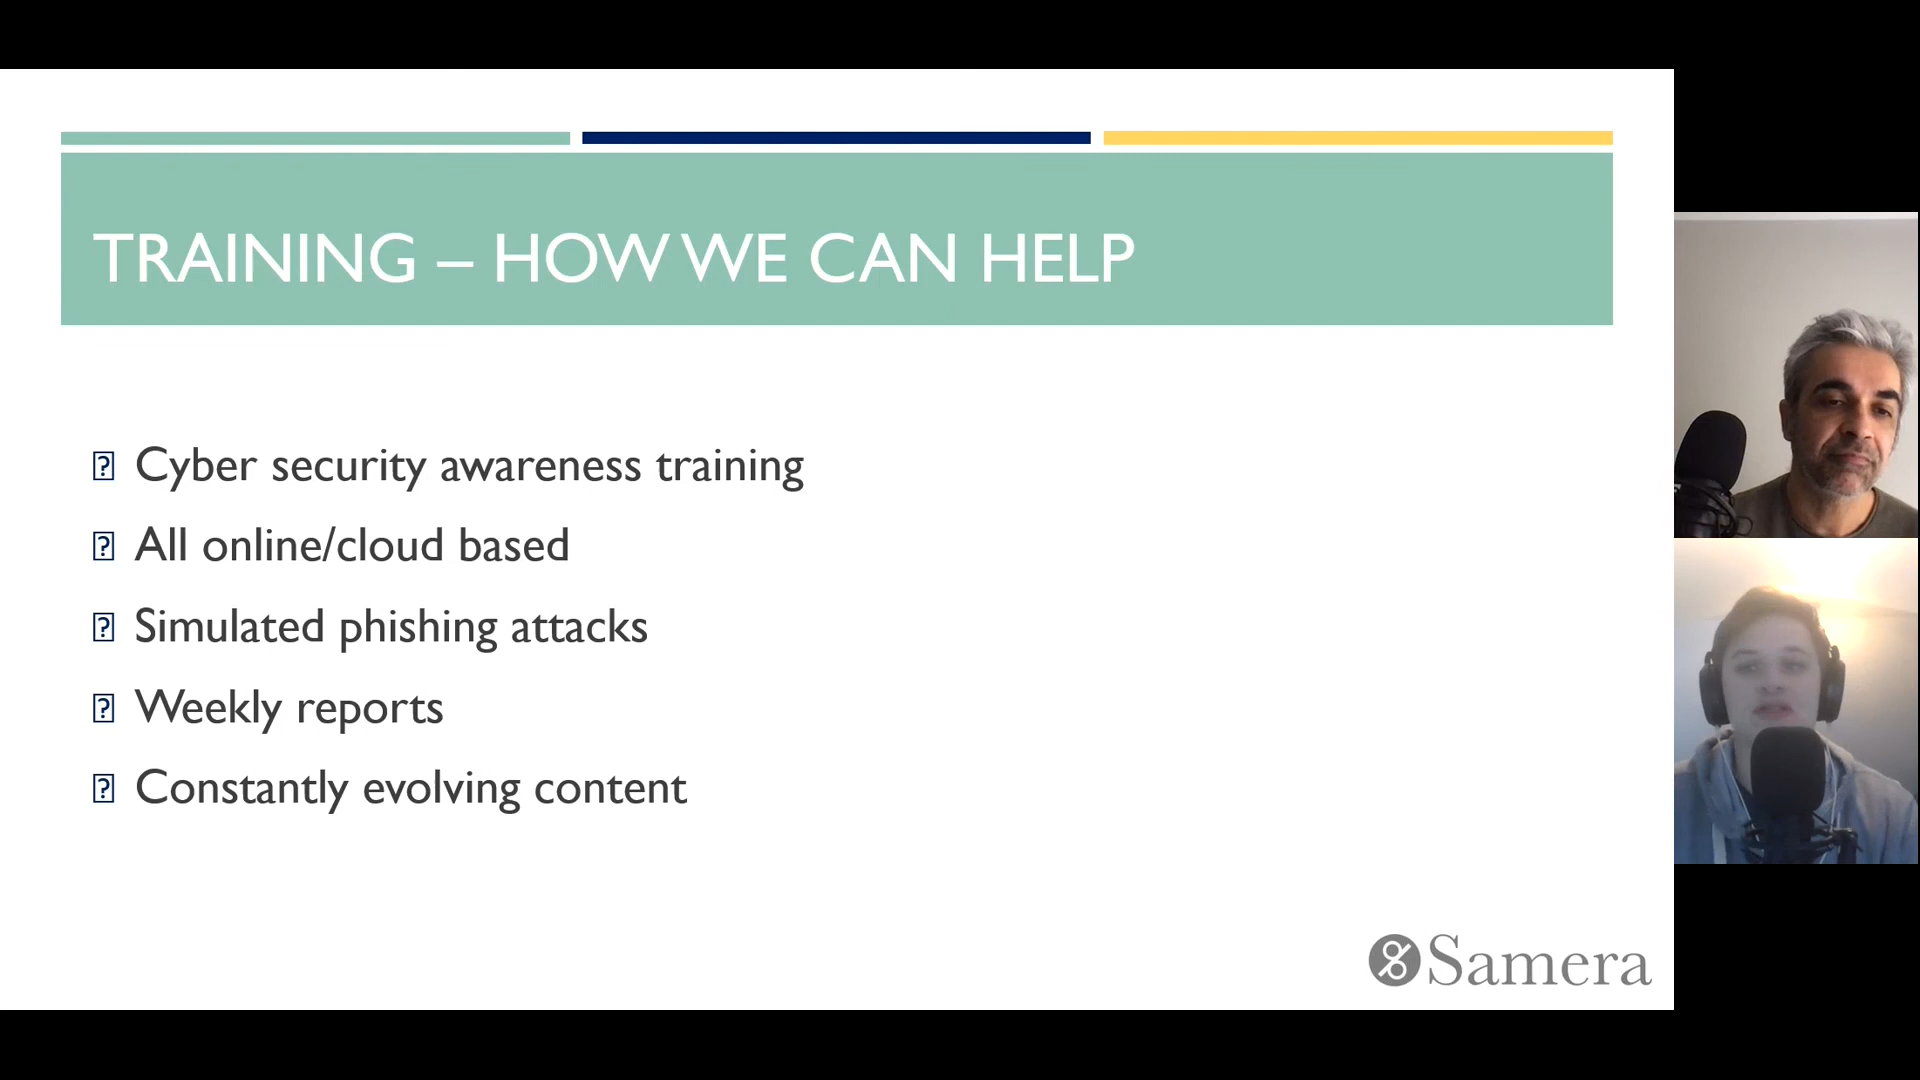 TRAINING – HOW WE CAN HELP
Cyber security awareness training
All online/cloud based
Simulated phishing attacks
Weekly reports
Constantly evolving content
Samera